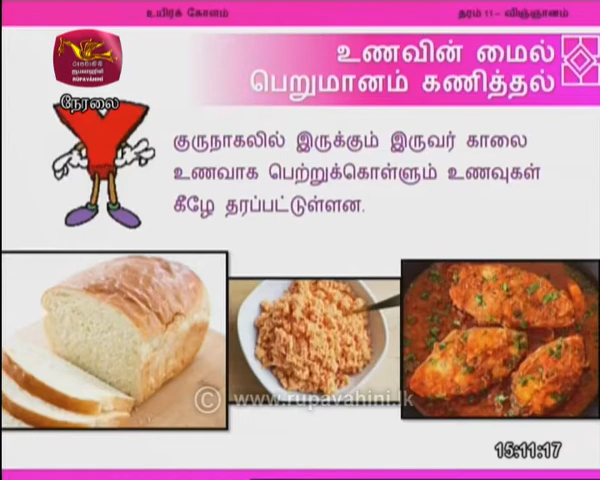 உயிர்க் கோளம்
தரம் 11 – விஞ்ஞானம்
RUPAVAHINI
நேரலை
உணவின் மைல்
பெறுமானம் கணித்தல்
குருநாகலில் இருக்கும் இருவர் காலை
உணவாக பெற்றுக்கொள்ளும் உணவுகள்
கீழே தரப்பட்டுள்ளன.
© www.rupavahini.lk
15:11:17